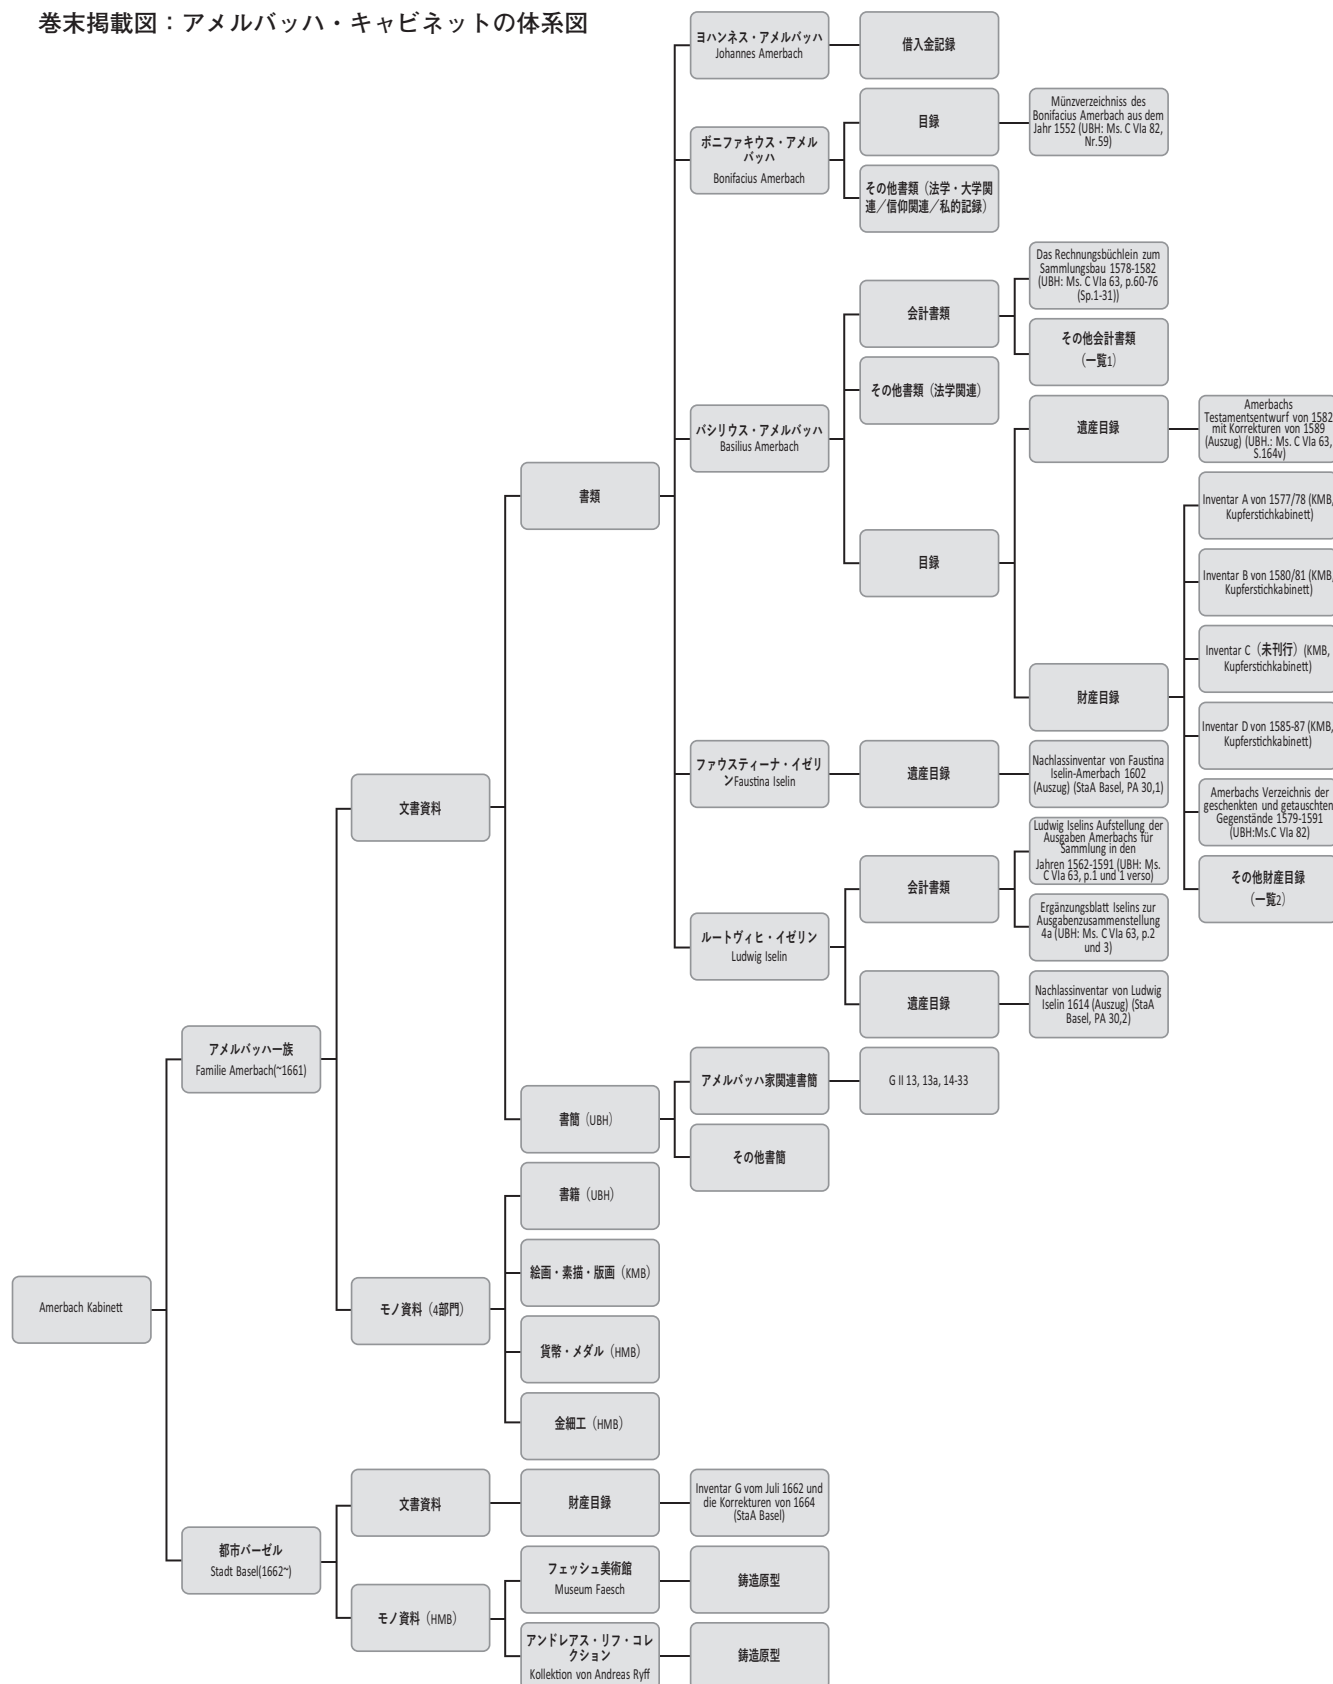 巻末掲載図：アメルバッハ・キャビネットの体系図
Amerbach Kabinett
アメルバッハ一族
Familie Amerbach(~1661)
文書資料
書類
ヨハンネス・アメルバッハ
Johannes Amerbach
借入金記録
ボニファキウス・アメル
バッハ
Bonifacius Amerbach
目録
Münzverzeichniss des
Bonifacius Amerbach aus dem
Jahr 1552 (UBH: Ms. C VIa 82,
Nr.59)
その他書類（法学・大学関
連／信仰関連／私的記録）
バシリウス・アメルバッハ
Basilius Amerbach
会計書類
Das Rechnungsbüchlein zum
Sammlungsbau 1578-1582
(UBH: Ms. C VIa 63, p.60-76
(Sp.1-31))
その他会計書類
（一覧1）
その他書類（法学関連）
目録
遺産目録
Amerbachs
Testamentsentwurf von 1582
mit Korrekturen von 1589
(Auszug) (UBH.: Ms. C VIa 63,
S.164v)
財産目録
Inventar A von 1577/78 (KMB,
Kupferstichkabinett)
Inventar B von 1580/81 (KMB,
Kupferstichkabinett)
Inventar C（未刊行）(KMB,
Kupferstichkabinett)
Inventar D von 1585-87 (KMB,
Kupferstichkabinett)
Amerbachs Verzeichnis der
geschenkten und getauschten
Gegenstände 1579-1591
(UBH:Ms.C VIa 82)
その他財産目録
（一覧2）
ファウスティーナ・イゼリ
ンFaustina Iselin
遺産目録
Nachlassinventar von Faustina
Iselin-Amerbach 1602
(Auszug) (StaA Basel, PA 30,1)
ルートヴィヒ・イゼリン
Ludwig Iselin
会計書類
Ludwig Iselins Aufstellung der
Ausgaben Amerbachs für
Sammlung in den
Jahren 1562-1591 (UBH: Ms.
C VIa 63, p.1 und 1 verso)
Ergänzungsblatt Iselins zur
Ausgabenzusammenstellung
4a (UBH: Ms. C VIa 63, p.2
und 3)
遺産目録
Nachlassinventar von Ludwig
Iselin 1614 (Auszug) (StaA
Basel, PA 30,2)
書簡（UBH）
アメルバッハ家関連書簡
G II 13, 13a, 14-33
その他書簡
モノ資料（4部門）
書籍（UBH）
絵画・素描・版画（KMB）
貨幣・メダル（HMB）
金細工（HMB）
都市バーゼル
Stadt Basel(1662~)
文書資料
財産目録
Inventar G vom Juli 1662 und
die Korrekturen von 1664
(StaA Basel)
モノ資料（HMB）
フェッシュ美術館
Museum Faesch
鋳造原型
アンドレアス・リフ・コレ
クション
Kollektion von Andreas Ryff
鋳造原型